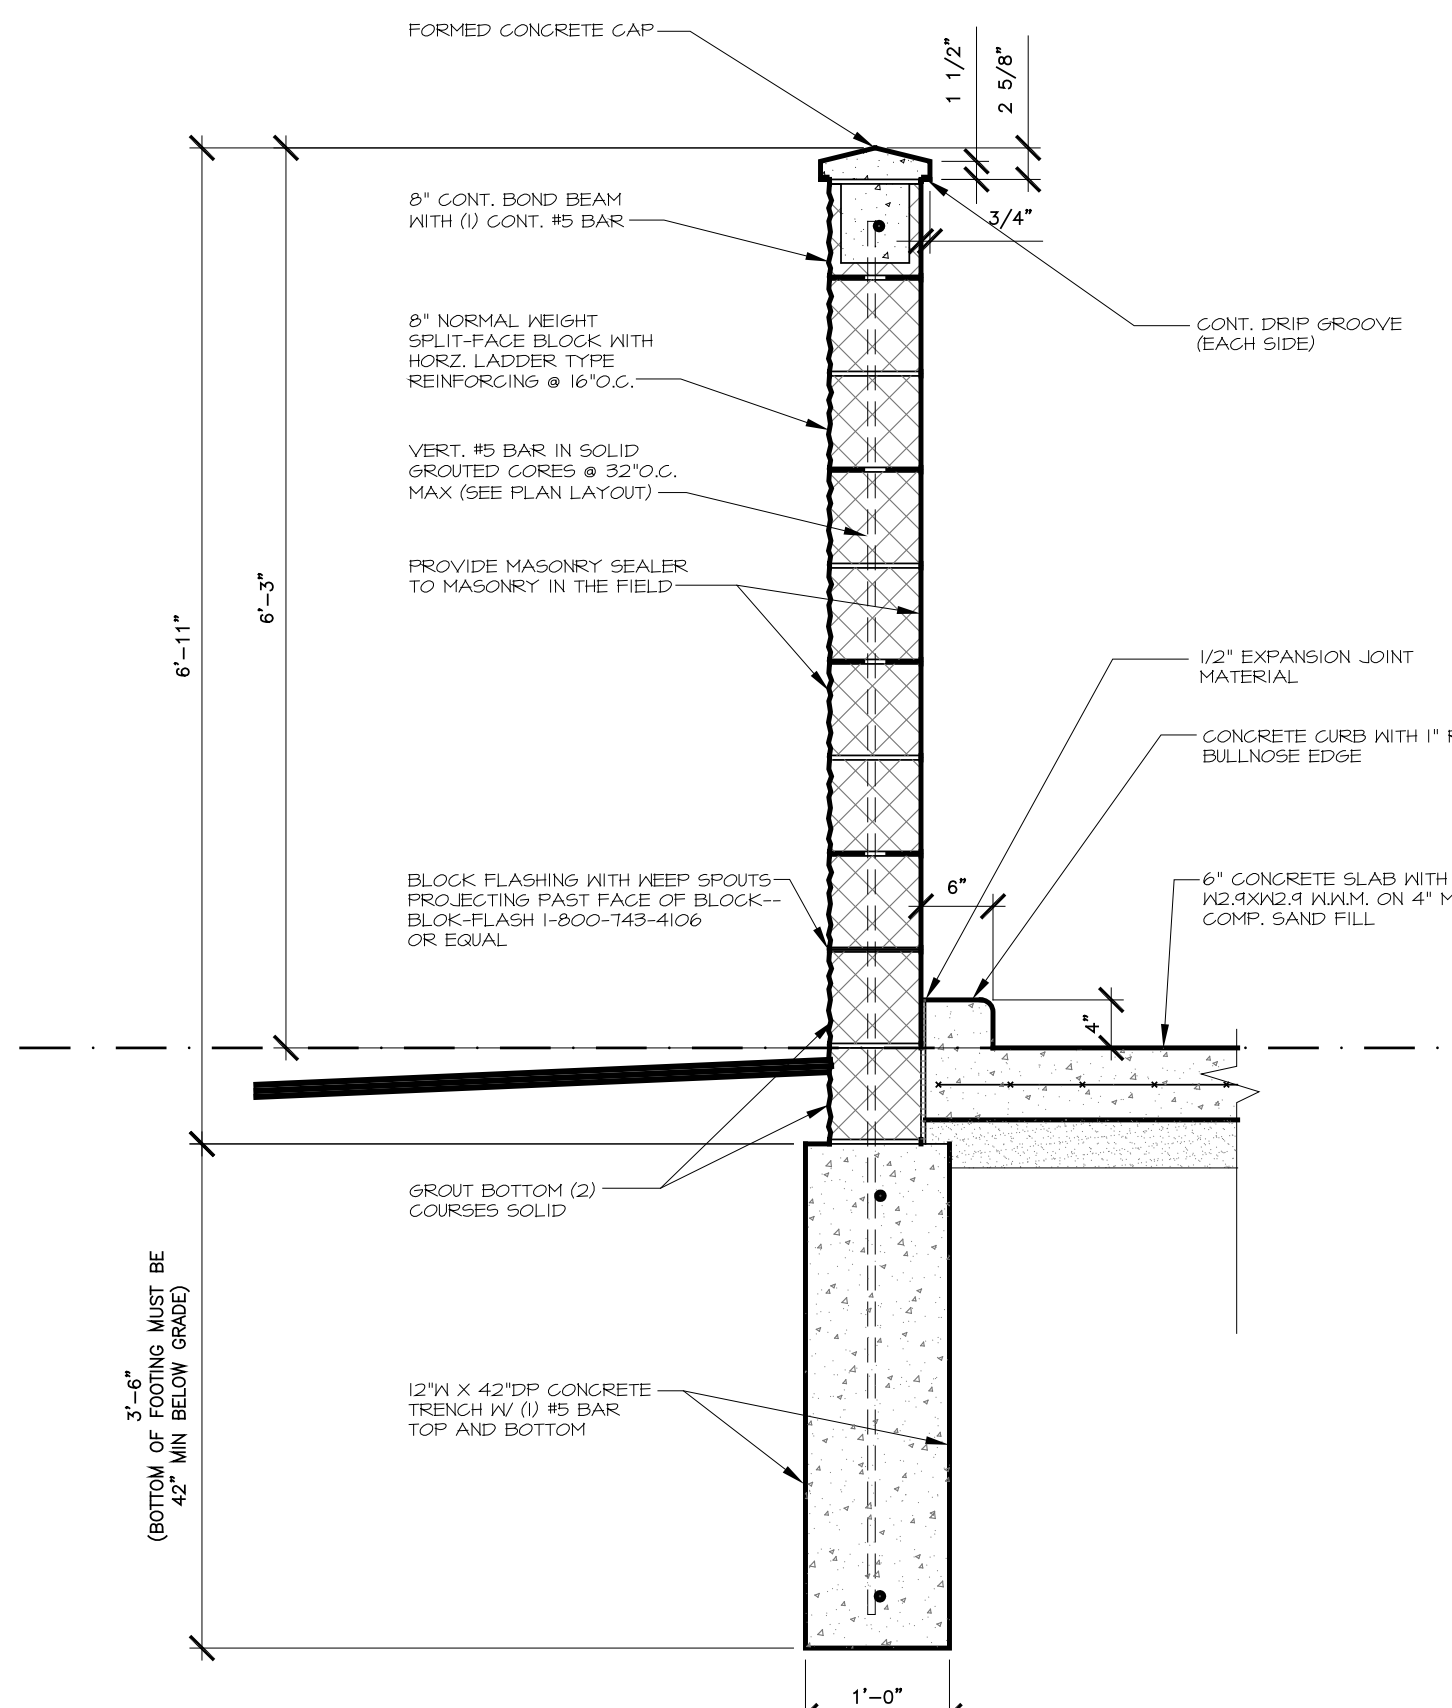 FORMED CONCRETE CAP
1 1/2"
2 5/8"
8" CONT. BOND BEAM
WITH (1) CONT. #5 BAR
3/4"
8" NORMAL WEIGHT
SPLIT-FACE BLOCK WITH
HORZ. LADDER TYPE
REINFORCING @ 16"O.C.
CONT. DRIP GROOVE
(EACH SIDE)
VERT. #5 BAR IN SOLID
GROUTED CORES @ 32"O.C.
MAX (SEE PLAN LAYOUT)
PROVIDE MASONRY SEALER
TO MASONRY IN THE FIELD
6'-3"
6'-11"
1/2" EXPANSION JOINT
MATERIAL
CONCRETE CURB WITH 1"
BULLNOSE EDGE
BLOCK FLASHING WITH WEEP SPOUTS
PROJECTING PAST FACE OF BLOCK--
BLOK-FLASH 1-800-743-4106
OR EQUAL
6"
6" CONCRETE SLAB WITH
W2.9XW2.9 W.W.M. ON 4"
COMP. SAND FILL
4"
GROUT BOTTOM (2)
COURSES SOLID
3'-6"
(BOTTOM OF FOOTING MUST BE
42" MIN BELOW GRADE)
12"W X 42"DP CONCRETE
TRENCH W/ (1) #5 BAR
TOP AND BOTTOM
1'-0"